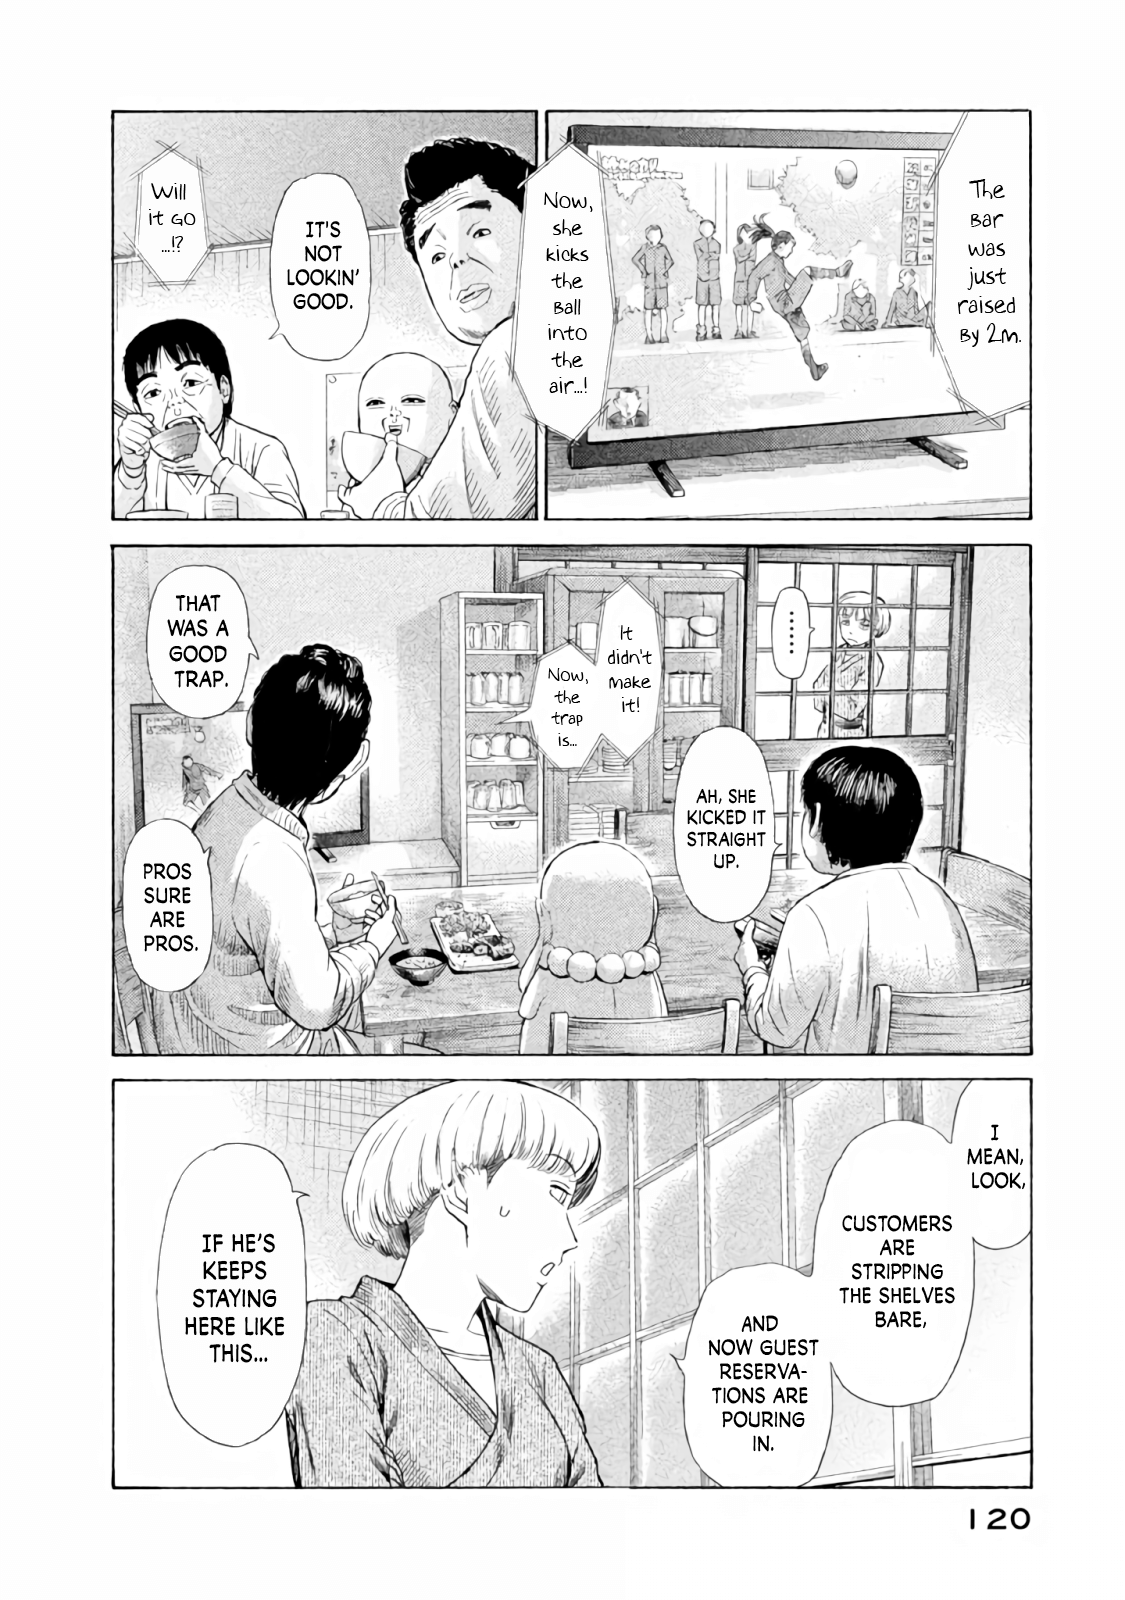 The
Bar
was
just
raised
By 2m.
Now,
she
kicks
the
Ball
into
the
air...!
IT'S
NOT
LOOKIN'
GOOD.
Will
it GO
...!?
.......
It
didn't
make
it!
Now,
the
trap
is...
THAT
WAS A
GOOD
TRAP.
AH, SHE
KICKED IT
STRAIGHT
UP.
PROS
SURE
ARE
PROS.
I
MEAN,
LOOK,
CUSTOMERS
ARE
STRIPPING
THE SHELVES
BARE,
AND
NOW GUEST
RESERVA-
TIONS ARE
POURING
IN.
IF HE'S
KEEPS
STAYING
HERE LIKE
THIS...
120